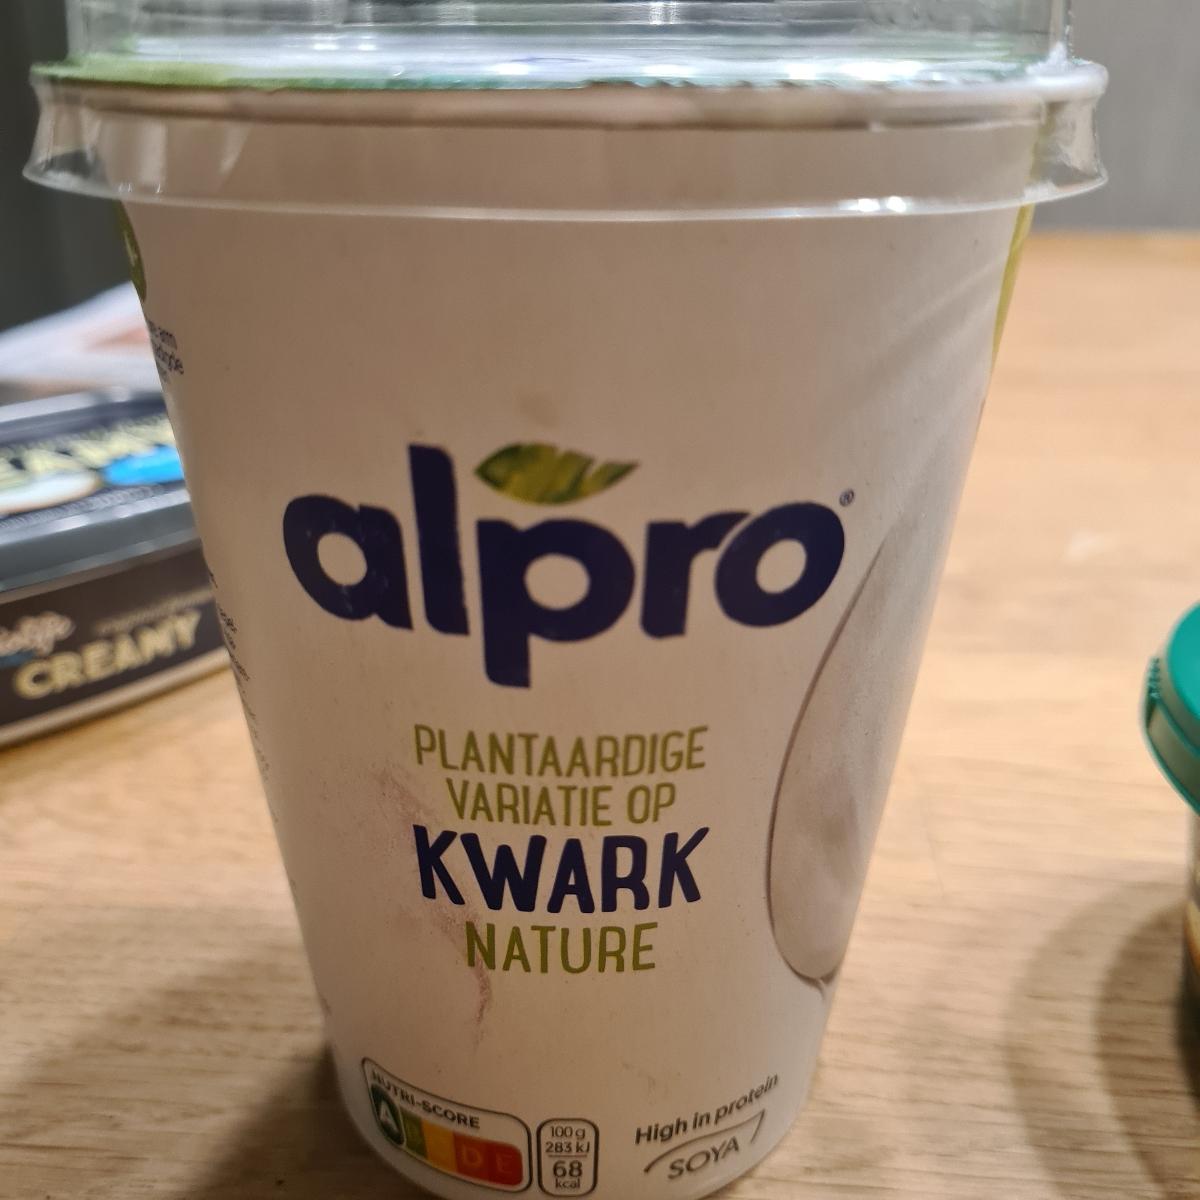 alpro®
PLANTAARDIGE
VARIATIE OP
KWARK
NATURE
NUTRI-SCORE
A B D E
100 g
283 kJ
68
kcal
High in protein
SOYA
CREAMY